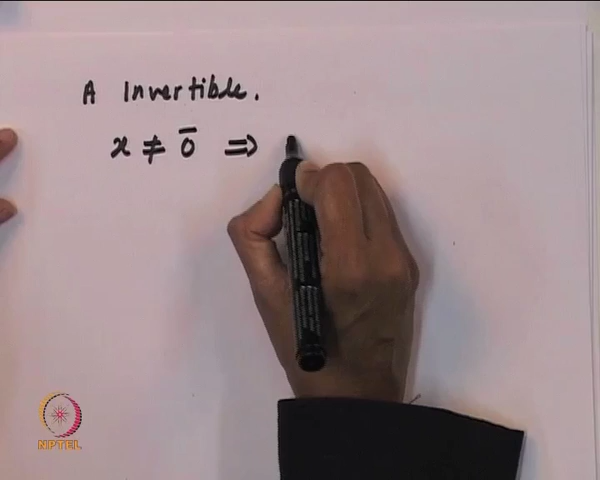 A Invertible.
x ≠ 0̄ ⇒
NPTEL